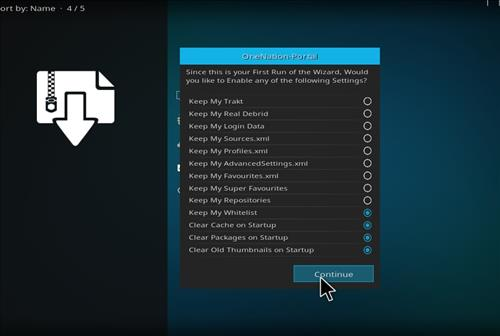 ort by: Name · 4 / 5
OneNation-Portal
Since this is your First Run of the Wizard, Would
you like to Enable any of the following Settings?
Keep My Trakt
Keep My Real Debrid
Keep My Login Data
Keep My Sources.xml
Keep My Profiles.xml
Keep My AdvancedSettings.xml
Keep My Favourites.xml
Keep My Super Favourites
Keep My Repositories
Keep My Whitelist
Clear Cache on Startup
Clear Packages on Startup
Clear Old Thumbnails on Startup
Continue